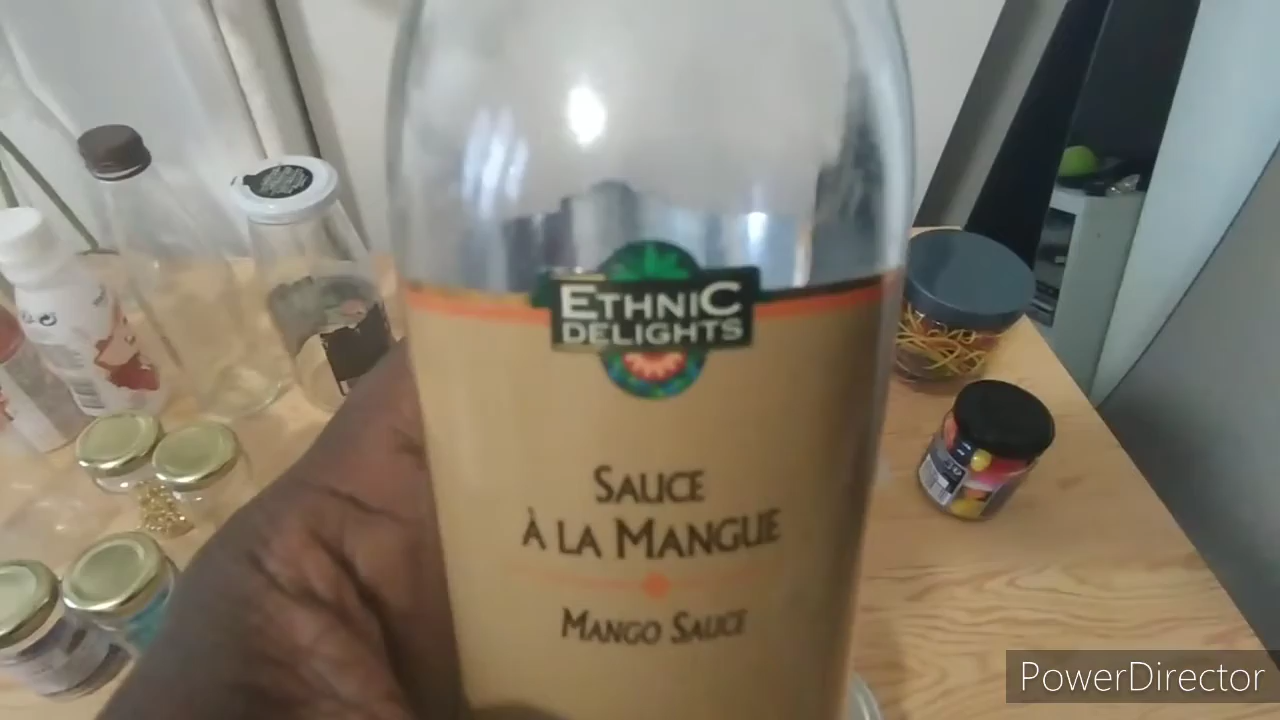 ETHNIC
DELIGHTS
SAUCE
À LA MANGUE
MANGO SAUCE
PowerDirector